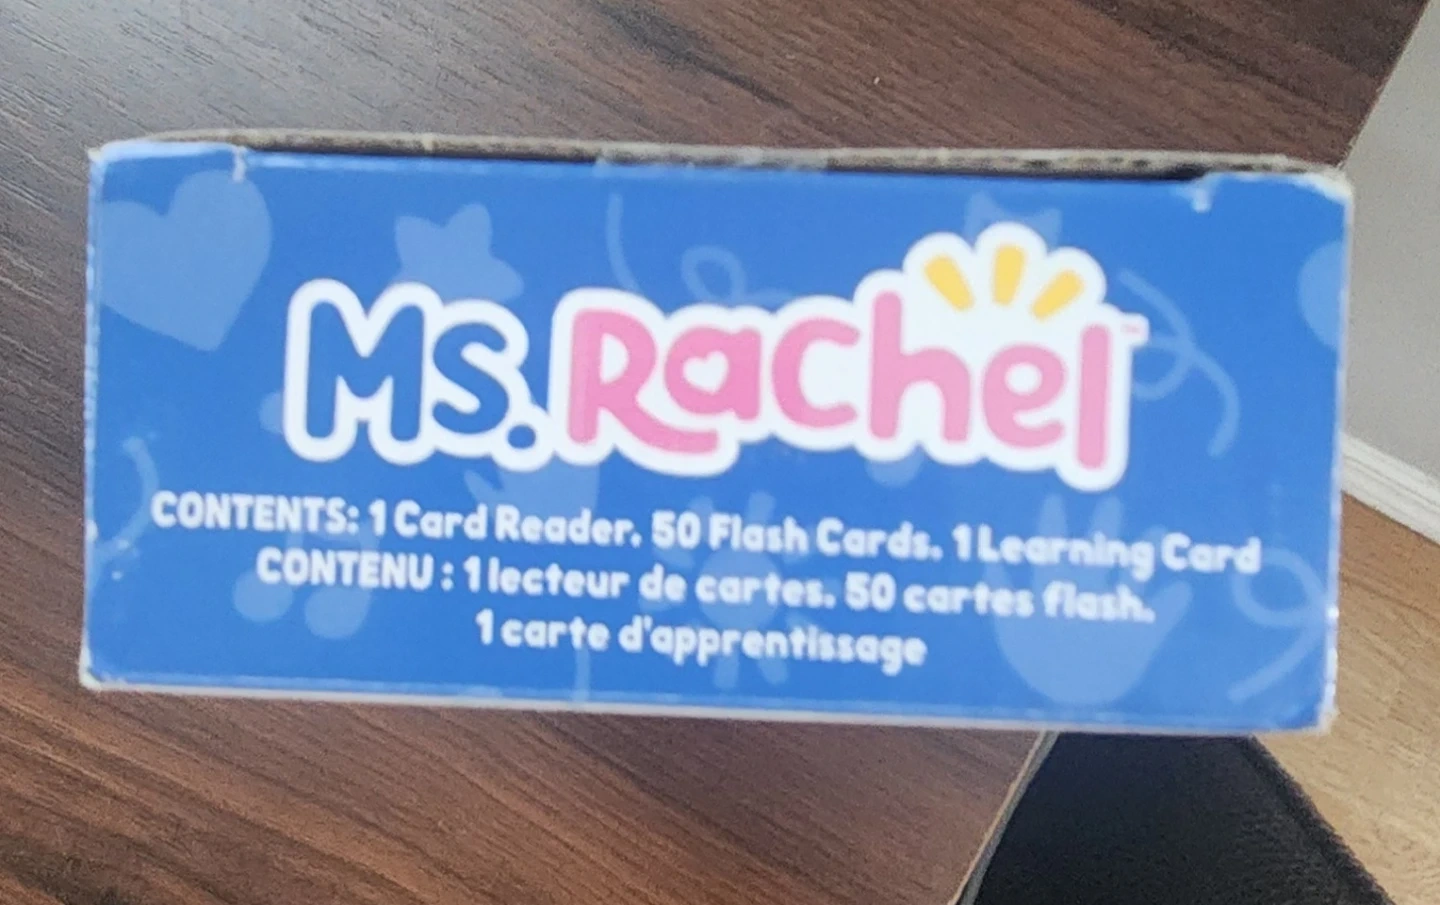 Ms. Rachel™
CONTENTS: 1 Card Reader. 50 Flash Cards. 1 Learning Card
CONTENU : 1 lecteur de cartes. 50 cartes flash.
1 carte d'apprentissage